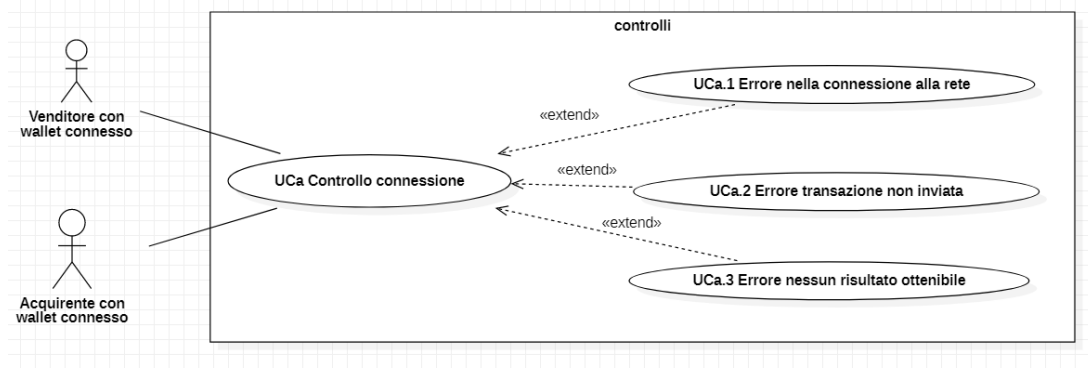 controlli
Venditore con
wallet connesso
UCa Controllo connessione
«extend»
UCa.1 Errore nella connessione alla rete
«extend»
UCa.2 Errore transazione non inviata
«extend»
UCa.3 Errore nessun risultato ottenibile
Acquirente con
wallet connesso